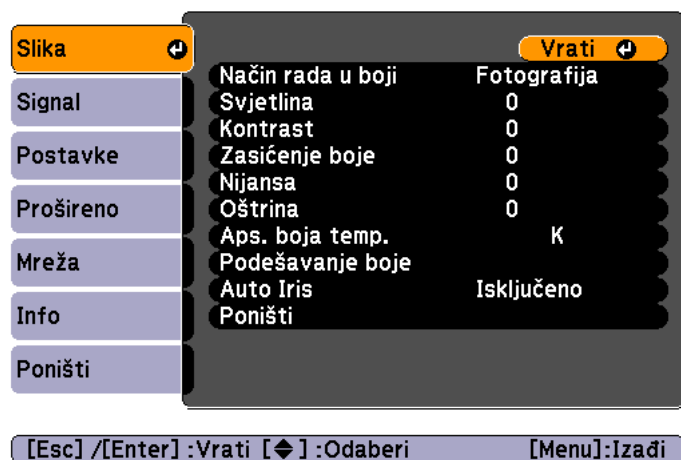 Slika
Signal
Postavke
Prošireno
Mreža
Info
Poništi
Vrati
Način rada u boji Fotografija
Svjetlina 0
Kontrast 0
Zasićenje boje 0
Nijansa 0
Oštrina 0
Aps. boja temp. K
Podešavanje boje
Auto Iris Isključeno
Poništi
[Esc] /[Enter] :Vrati [◆] :Odaberi [Menu]:Izađi